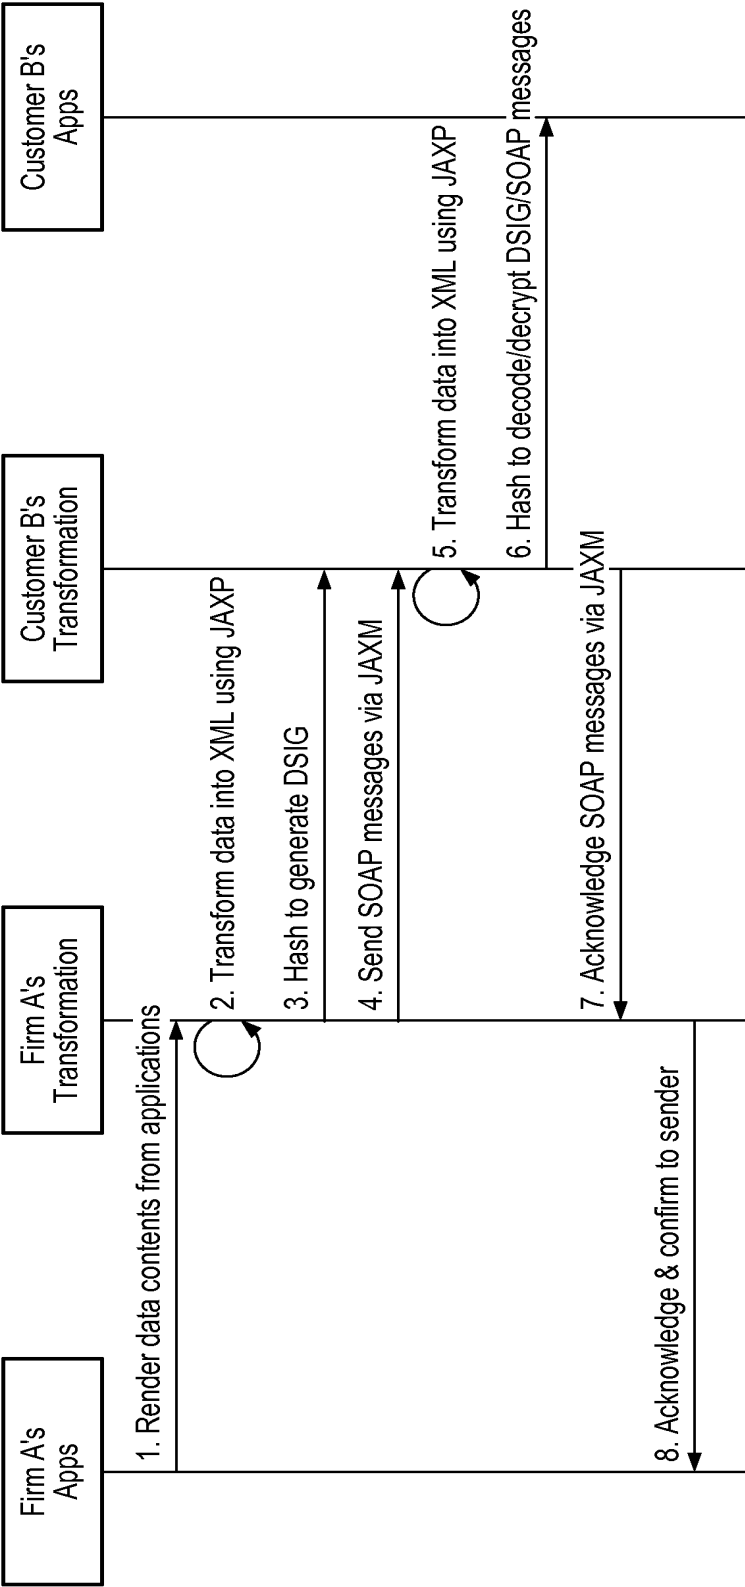 Firm A's
Apps
Firm A's
Transformation
Customer B's
Transformation
Customer B's
Apps
1. Render data contents from applications
2. Transform data into XML using JAXP
3. Hash to generate DSIG
4. Send SOAP messages via JAXM
5. Transform data into XML using JAXP
6. Hash to decode/decrypt DSIG/SOAP messages
7. Acknowledge SOAP messages via JAXM
8. Acknowledge & confirm to sender